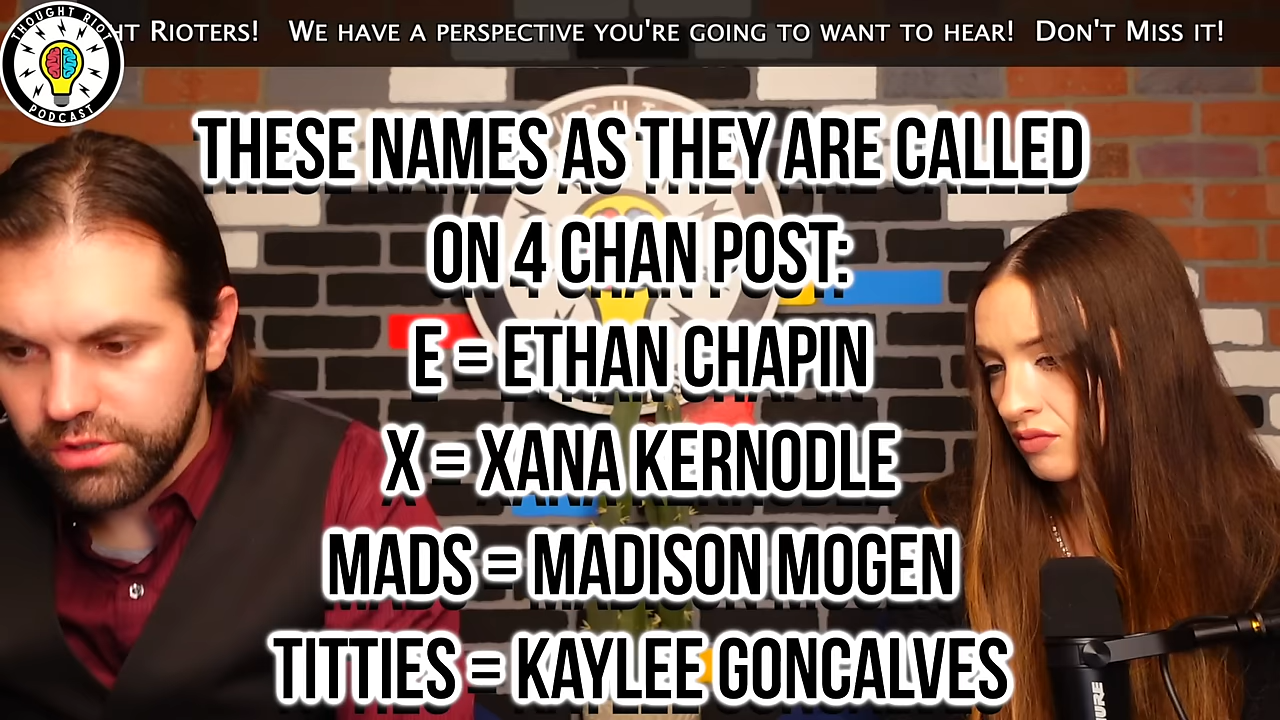 HT RIOTERS! WE HAVE A PERSPECTIVE YOU'RE GOING TO WANT TO HEAR! DON'T MISS IT!
THOUGHT RIOT
PODCAST
THESE NAMES AS THEY ARE CALLED
ON 4 CHAN POST:
E = ETHAN CHAPIN
X = XANA KERNODLE
MADS = MADISON MOGEN
TITTIES = KAYLEE GONCALVES